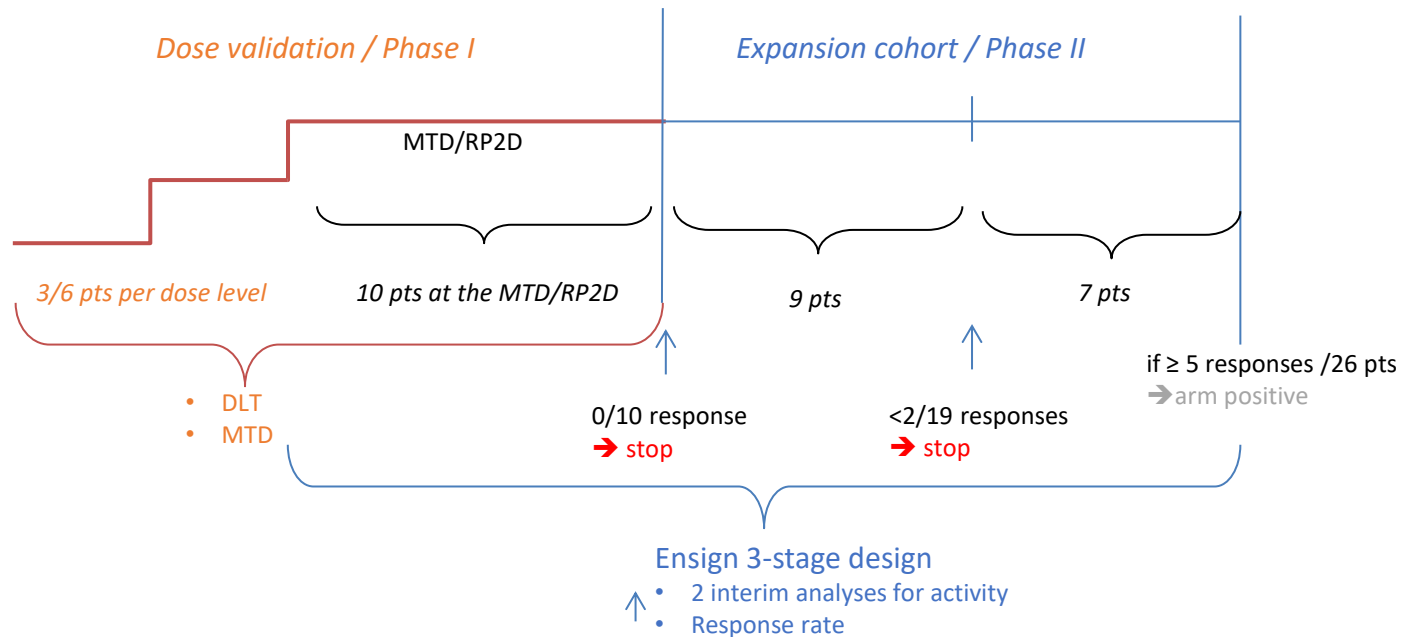 Dose validation / Phase I
Expansion cohort / Phase II
MTD/RP2D
3/6 pts per dose level
10 pts at the MTD/RP2D
9 pts
7 pts
• DLT
• MTD
0/10 response
➔ stop
<2/19 responses
➔ stop
if ≥ 5 responses /26 pts
➔arm positive
Ensign 3-stage design
• 2 interim analyses for activity
• Response rate